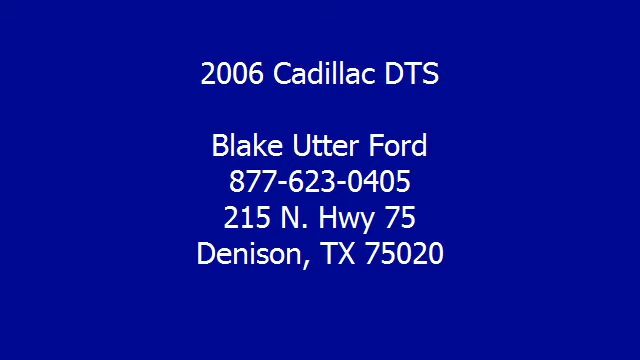 2006 Cadillac DTS
Blake Utter Ford
877-623-0405
215 N. Hwy 75
Denison, TX 75020